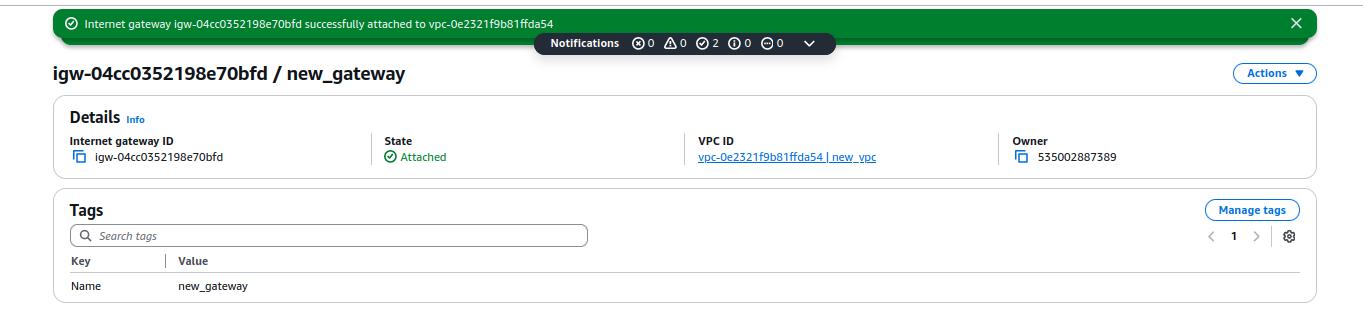 Internet gateway igw-04cc0352198e70bfd successfully attached to vpc-0e2321f9b81ffda54
Notifications 0 0 2 0 0
igw-04cc0352198e70bfd / new_gateway
Actions
Details Info
Internet gateway ID State VPC ID Owner
igw-04cc0352198e70bfd Attached vpc-0e2321f9b81ffda54 | new_vpc 535002887389
Tags
Manage tags
Search tags
1
Key Value
Name new_gateway